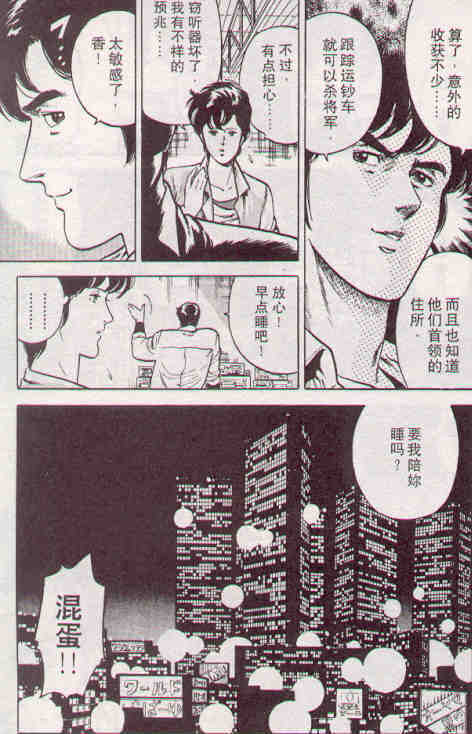 算了，意外的
收获不少……
跟踪运钞车
就可以杀将军．
而且也知道
他们首领的
住所．
不过．
有点担心……
窃听器坏了．
我有不样的
预兆……
太敏感了，
香！
放心！
早点睡吧！
…………
要我陪妳
睡吗？
混蛋！！
ワールド